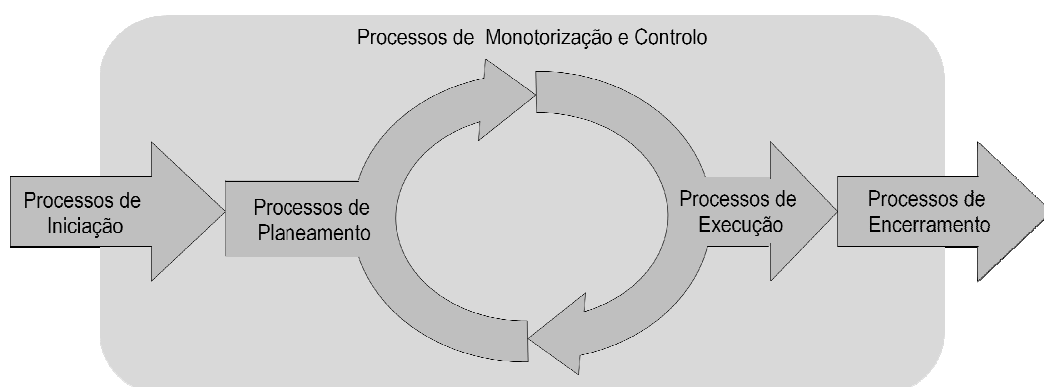 Processos de Monotorização e Controlo
Processos de
Iniciação
Processos de
Planeamento
Processos de
Execução
Processos de
Encerramento